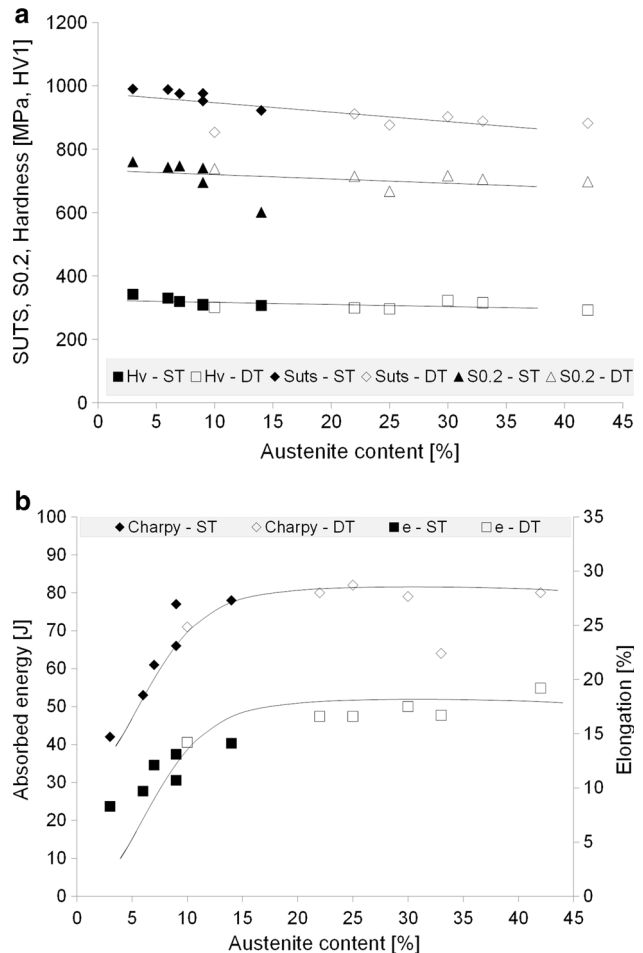 a
SUTS, S0.2, Hardness [MPa, HV1]
1200
1000
800
600
400
200
0
Hv - ST Hv - DT Suts - ST Suts - DT S0.2 - ST S0.2 - DT
0 5 10 15 20 25 30 35 40 45
Austenite content [%]
b
Absorbed energy [J]
100
90
80
70
60
50
40
30
20
10
0
Charpy - ST Charpy - DT e - ST e - DT
35
30
25
20
15
10
5
0
Elongation [%]
0 5 10 15 20 25 30 35 40 45
Austenite content [%]